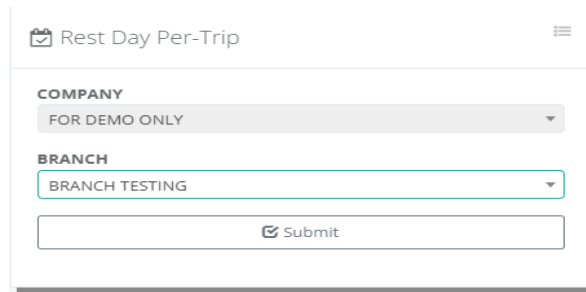 Rest Day Per-Trip
COMPANY
FOR DEMO ONLY
BRANCH
BRANCH TESTING
Submit